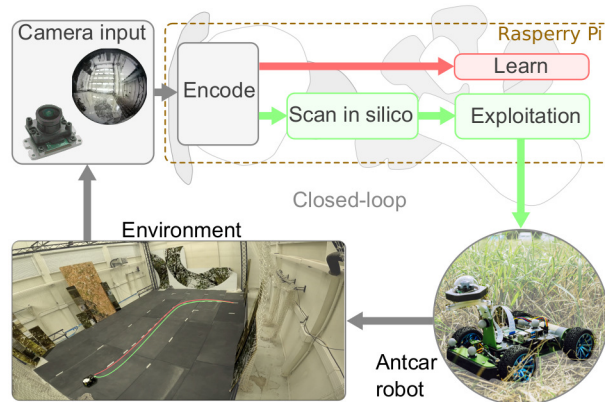 Camera input
Rasperry Pi
Encode
Learn
Scan in silico
Exploitation
Closed-loop
Environment
Antcar
robot